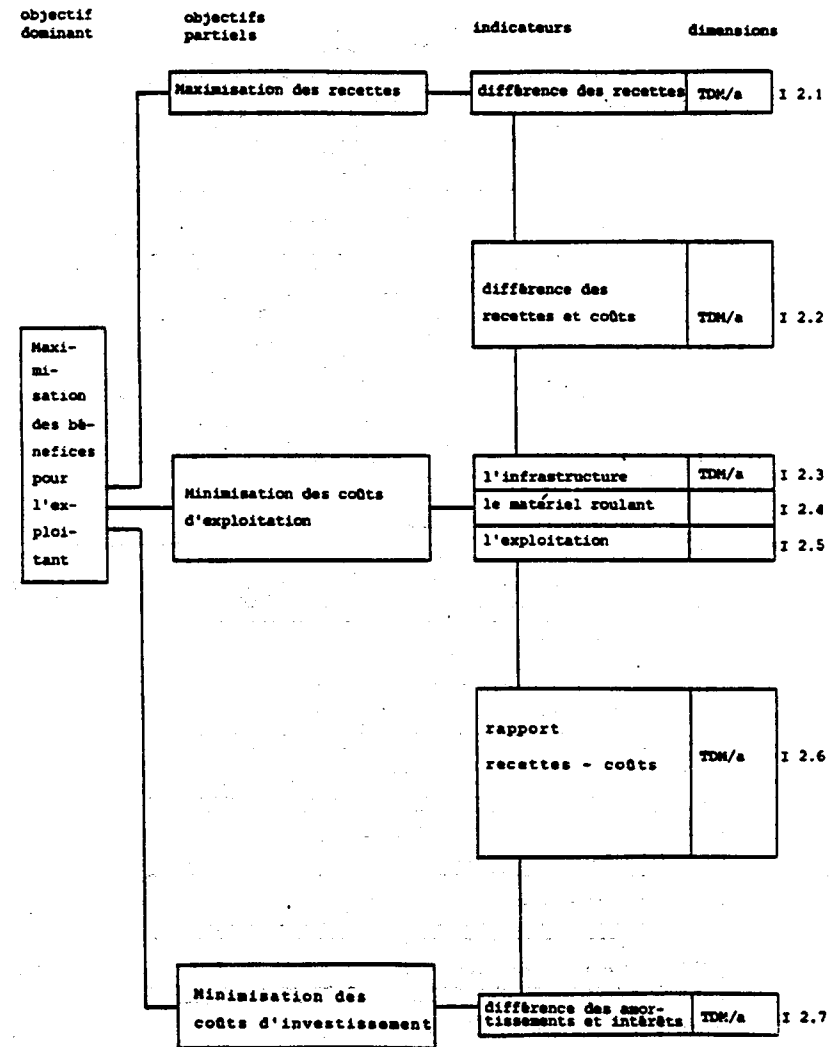 objectif objectifs indicateurs dimensions
dominant partiels
Maximisation des recettes différence des recettes TDM/a I 2.1
différence des
recettes et coûts TDM/a I 2.2
Maxi-
mi-
sation
des bé-
nefices
pour
l'ex-
ploi-
tant
Minimisation des coûts
d'exploitation
l'infrastructure TDM/a I 2.3
le matériel roulant I 2.4
l'exploitation I 2.5
rapport
recettes - coûts TDM/a I 2.6
Minimisation des
coûts d'investissement
différence des amor-
tissements et intérêts TDM/a I 2.7